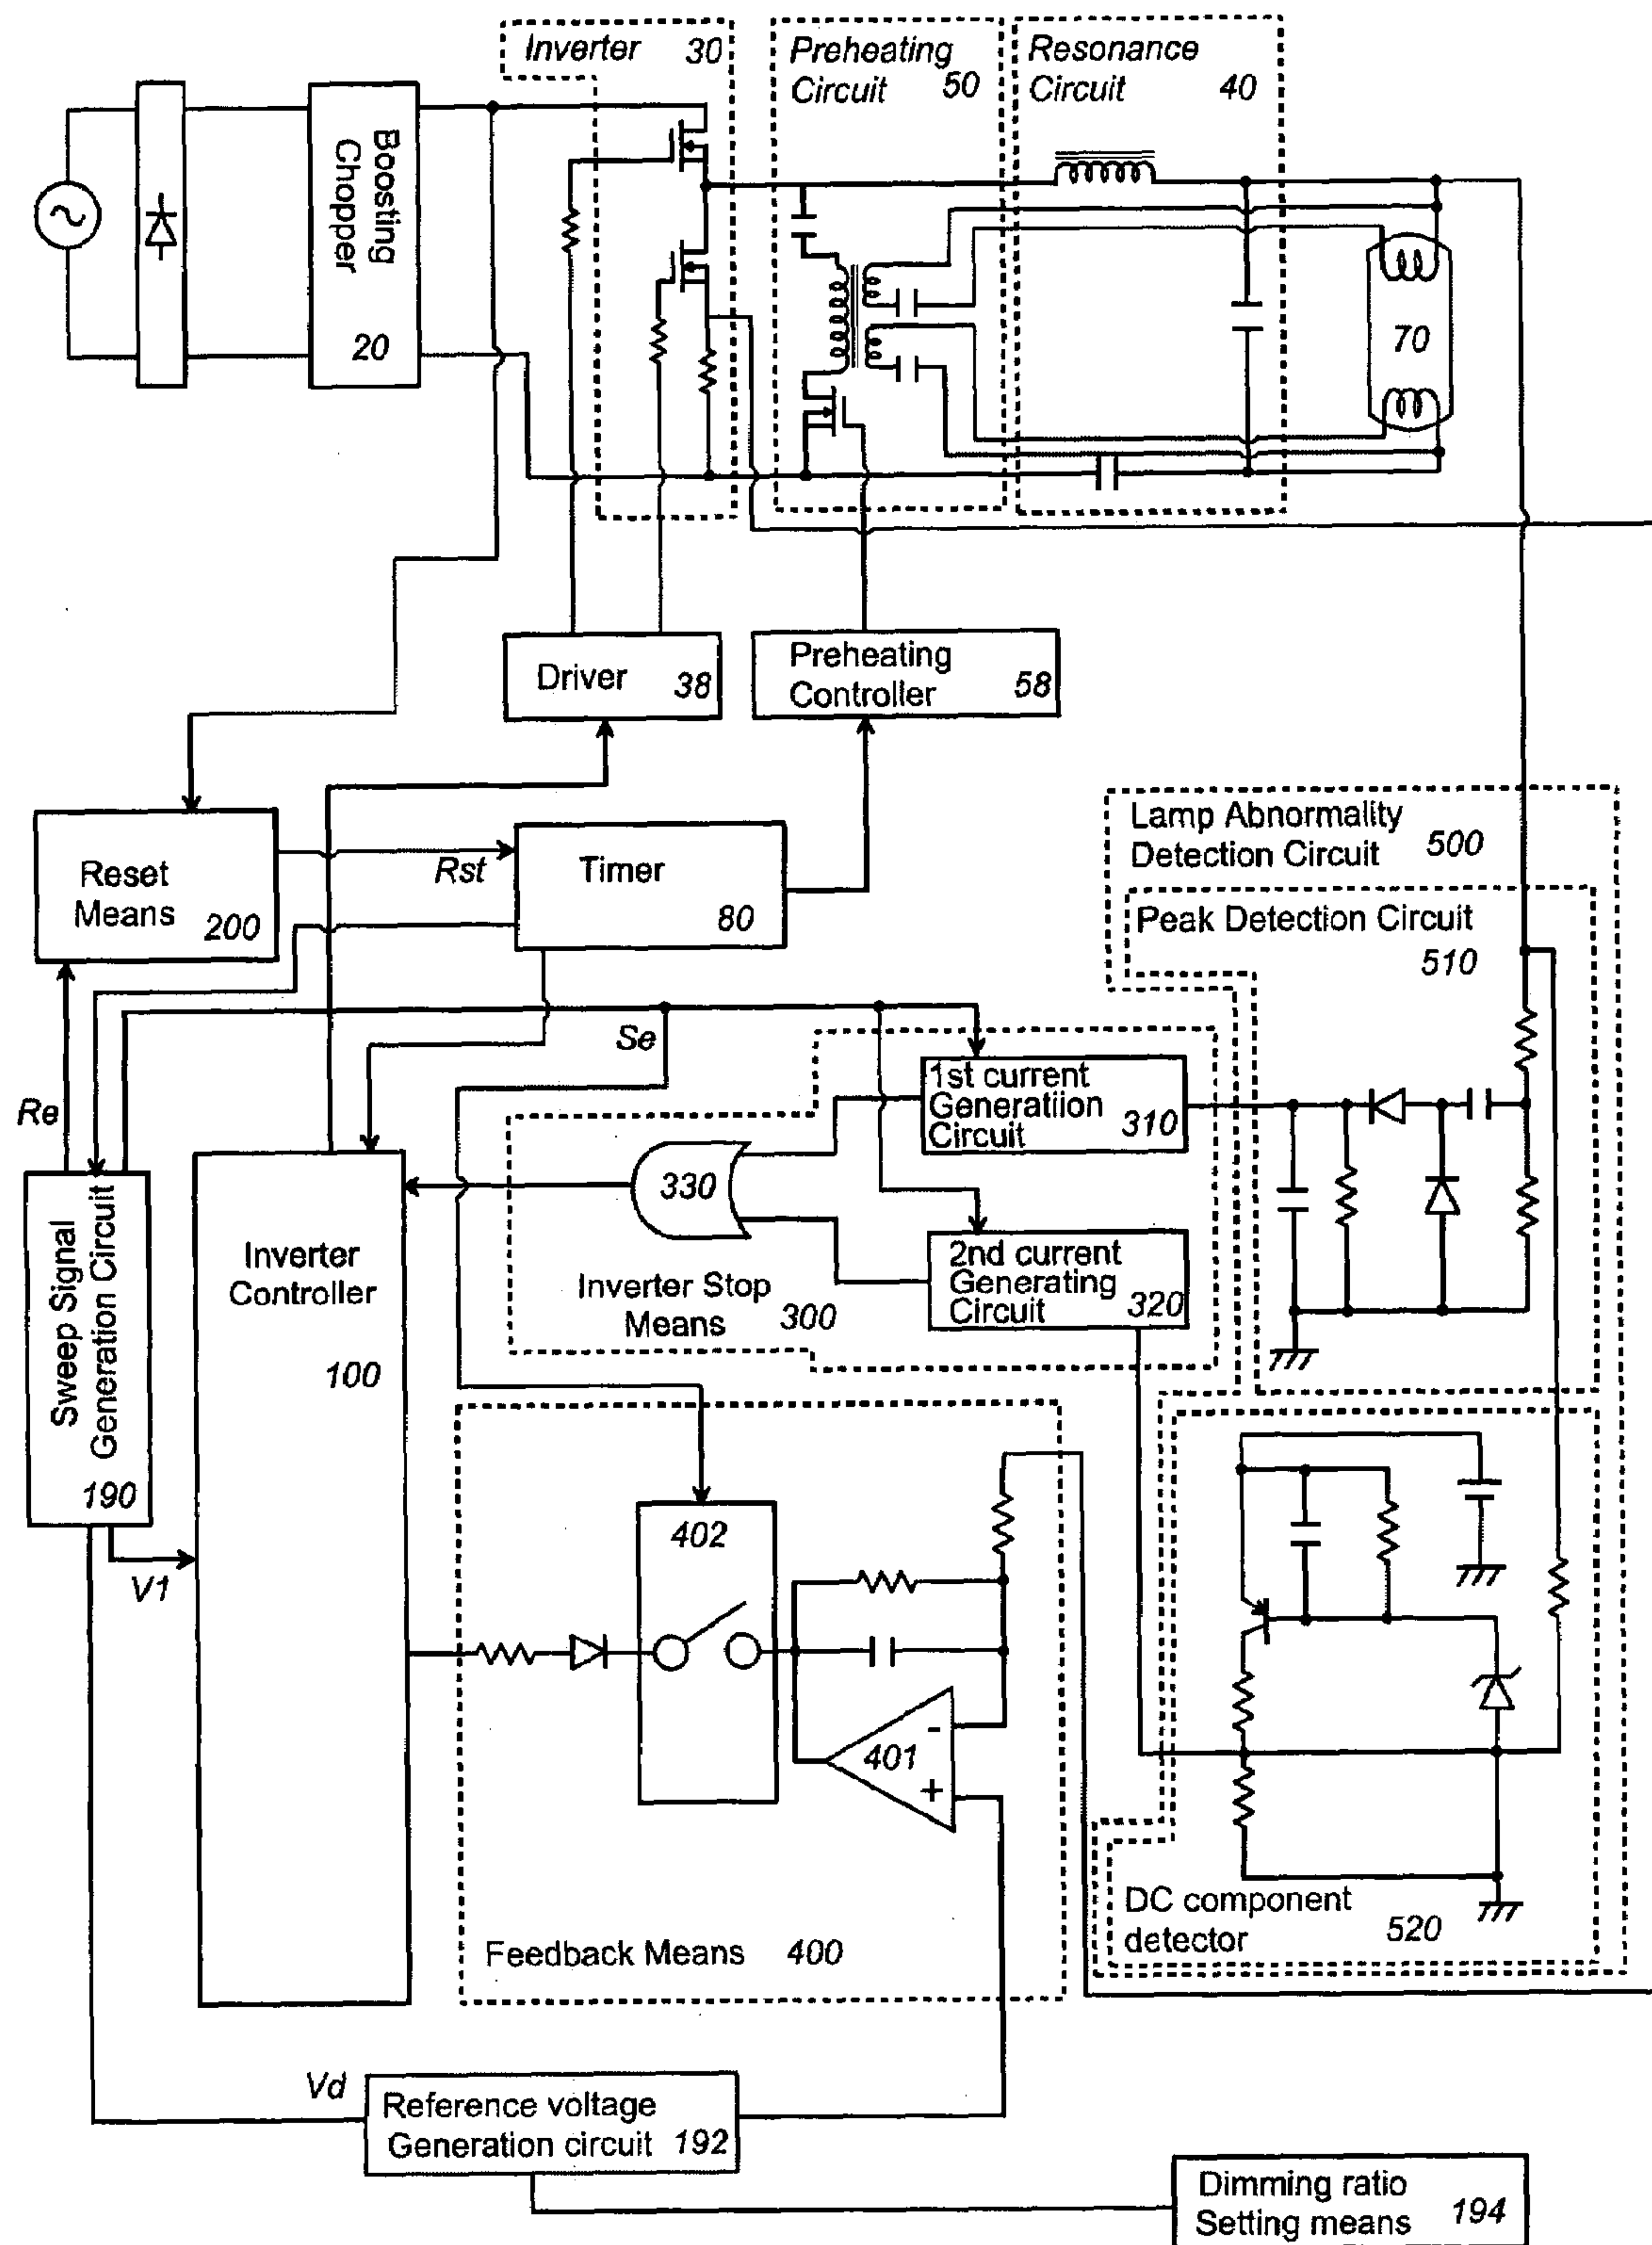 Inverter 30
Preheating
Circuit 50
Resonance
Circuit 40
Boosting
Chopper
20
70
Driver 38
Preheating
Controller 58
Reset
Means 200
Rst
Timer
80
Lamp Abnormality
Detection Circuit 500
Peak Detection Circuit
510
Re
Se
1st current
Generatiion
Circuit 310
330
2nd current
Generating
Circuit 320
Inverter Stop
Means 300
Sweep Signal
Generation Circuit
190
Inverter
Controller
100
V1
402
-
401
+
Feedback Means 400
DC component
detector 520
Vd
Reference voltage
Generation circuit 192
Dimming ratio
Setting means 194